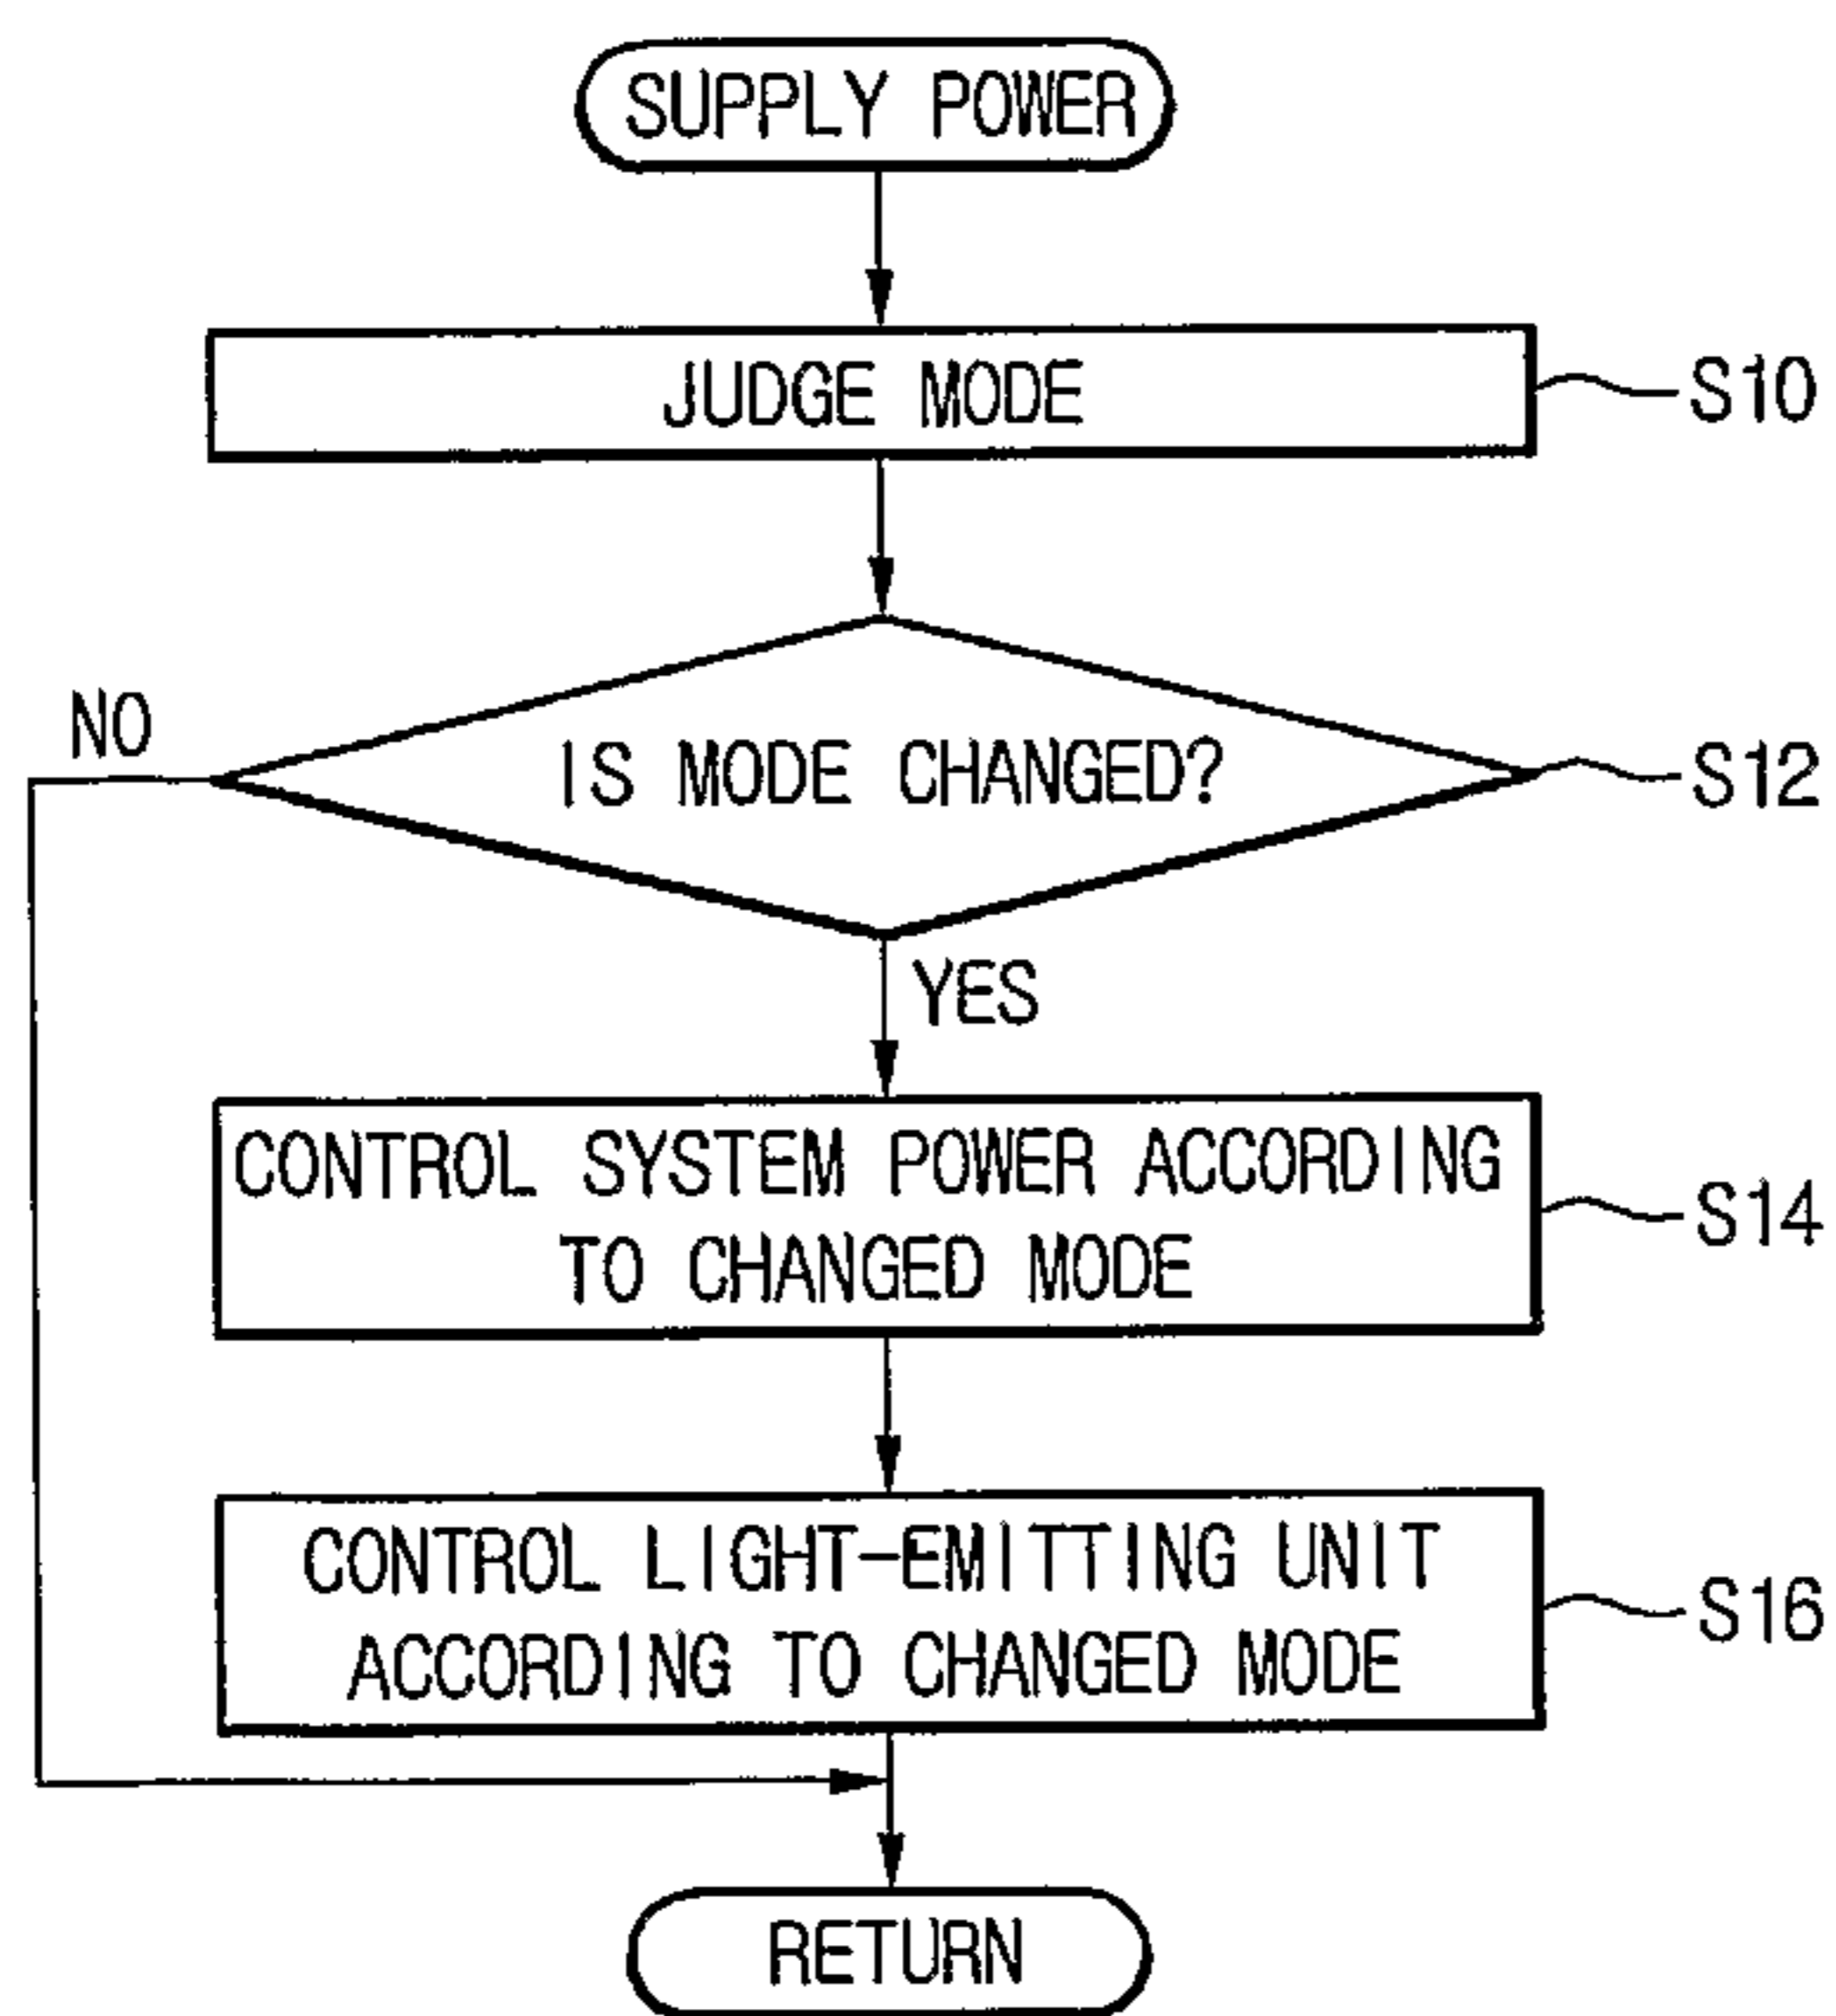 SUPPLY POWER
JUDGE MODE
S10
NO
IS MODE CHANGED?
S12
YES
CONTROL SYSTEM POWER ACCORDING
TO CHANGED MODE
S14
CONTROL LIGHT-EMITTING UNIT
ACCORDING TO CHANGED MODE
S16
RETURN